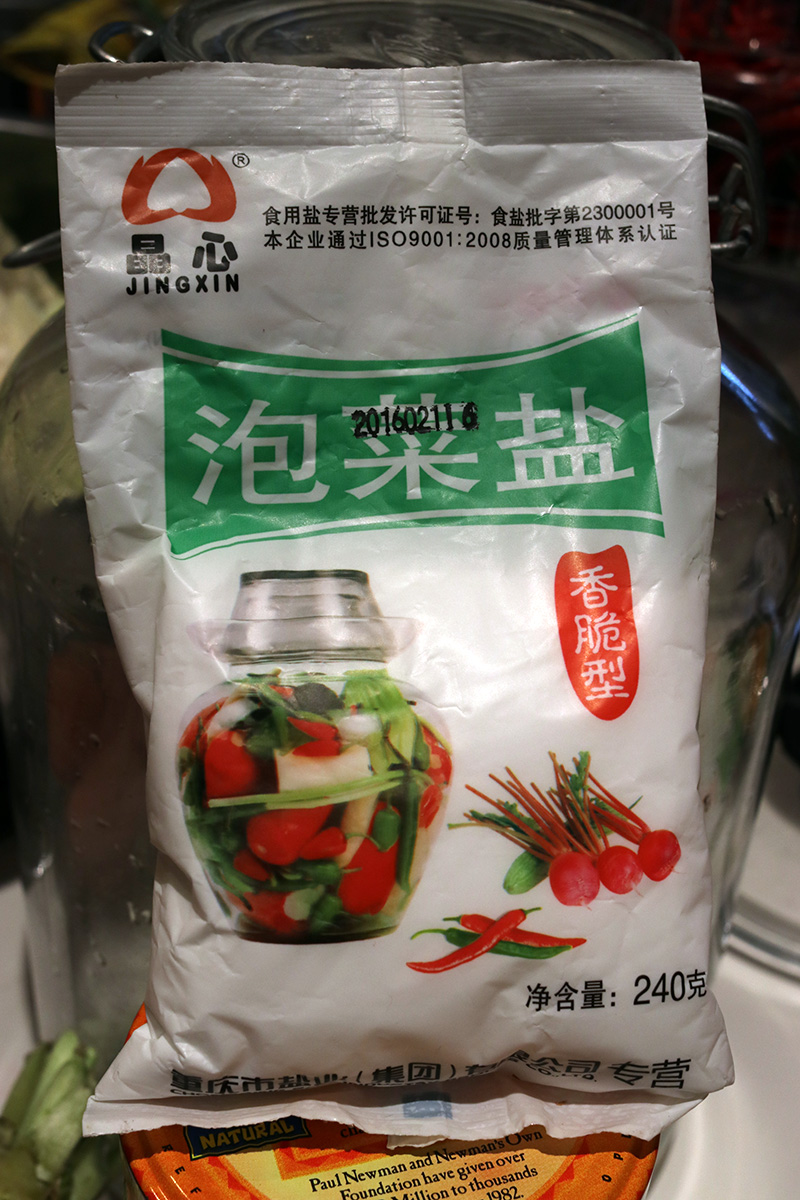 晶心®
JINGXIN
食用盐专营批发许可证号：食盐批字第2300001号
本企业通过ISO9001:2008质量管理体系认证
泡菜盐
20160211 6
香脆型
净含量：240克
重庆市盐业（集团）有限公司 专营
NATURAL
Paul Newman and Newman's Own
Foundation have given over
Million to thousands
1982.